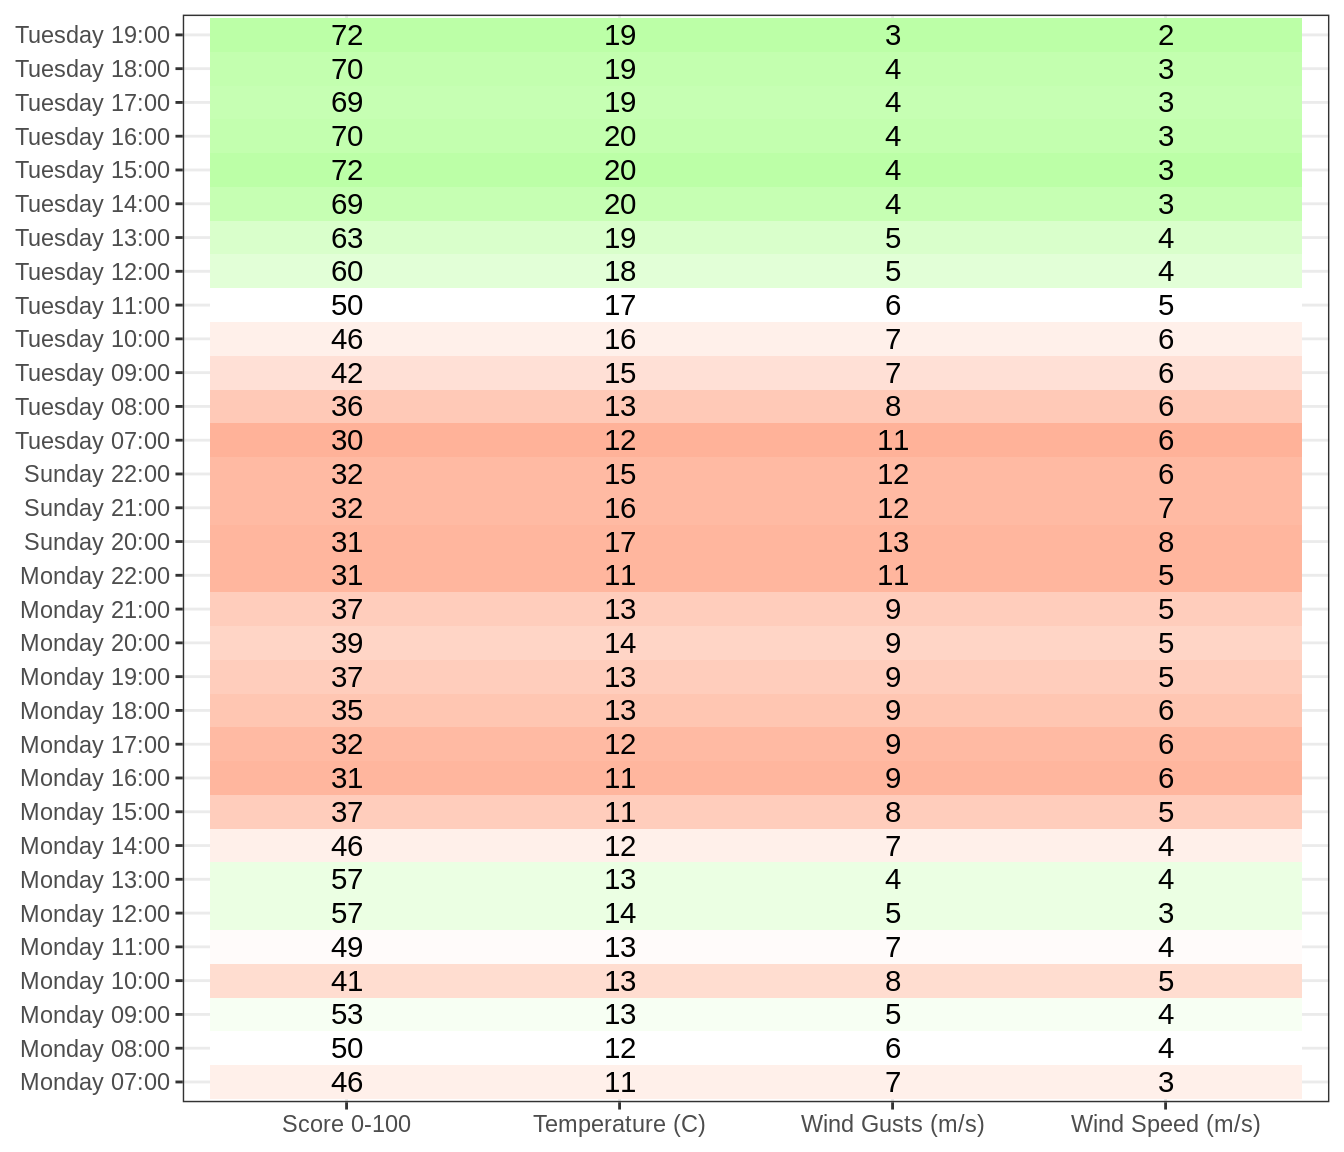 Tuesday 19:00 72 19 3 2
Tuesday 18:00 70 19 4 3
Tuesday 17:00 69 19 4 3
Tuesday 16:00 70 20 4 3
Tuesday 15:00 72 20 4 3
Tuesday 14:00 69 20 4 3
Tuesday 13:00 63 19 5 4
Tuesday 12:00 60 18 5 4
Tuesday 11:00 50 17 6 5
Tuesday 10:00 46 16 7 6
Tuesday 09:00 42 15 7 6
Tuesday 08:00 36 13 8 6
Tuesday 07:00 30 12 11 6
Sunday 22:00 32 15 12 6
Sunday 21:00 32 16 12 7
Sunday 20:00 31 17 13 8
Monday 22:00 31 11 11 5
Monday 21:00 37 13 9 5
Monday 20:00 39 14 9 5
Monday 19:00 37 13 9 5
Monday 18:00 35 13 9 6
Monday 17:00 32 12 9 6
Monday 16:00 31 11 9 6
Monday 15:00 37 11 8 5
Monday 14:00 46 12 7 4
Monday 13:00 57 13 4 4
Monday 12:00 57 14 5 3
Monday 11:00 49 13 7 4
Monday 10:00 41 13 8 5
Monday 09:00 53 13 5 4
Monday 08:00 50 12 6 4
Monday 07:00 46 11 7 3
Score 0-100 Temperature (C) Wind Gusts (m/s) Wind Speed (m/s)